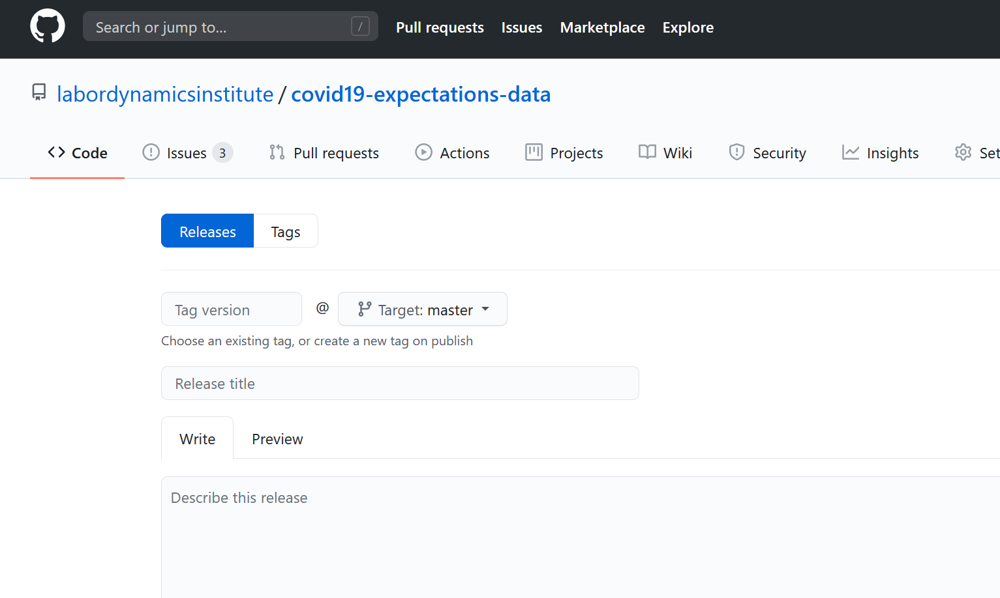 Search or jump to... /
Pull requests Issues Marketplace Explore
labordynamicsinstitute / covid19-expectations-data
Code Issues 3 Pull requests Actions Projects Wiki Security Insights Set
Releases Tags
Tag version @ Target: master
Choose an existing tag, or create a new tag on publish
Release title
Write Preview
Describe this release